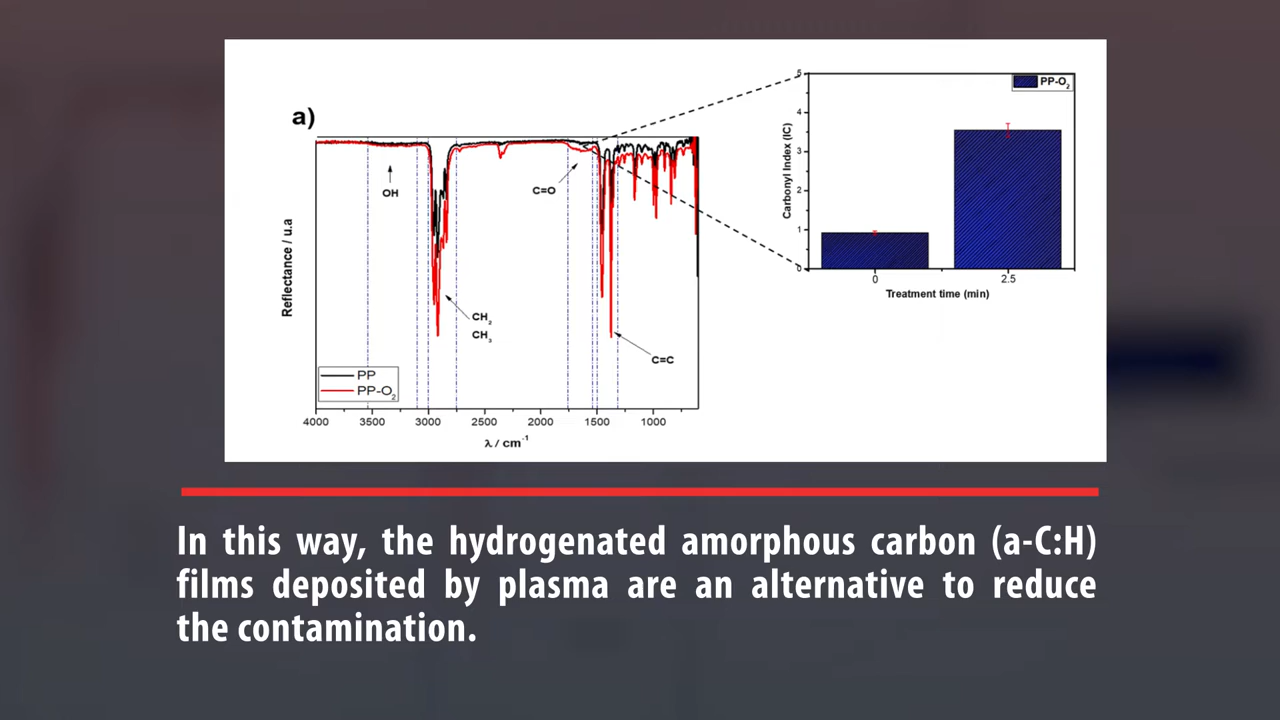 a)
OH
C=O
CH2
CH3
C=C
PP
PP-O2
Reflectance / u.a
4000 3500 3000 2500 2000 1500 1000
λ / cm-1
PP-O2
Carbonyl Index (IC)
5
4
3
2
1
0
0 2.5
Treatment time (min)
In this way, the hydrogenated amorphous carbon (a-C:H)
films deposited by plasma are an alternative to reduce
the contamination.